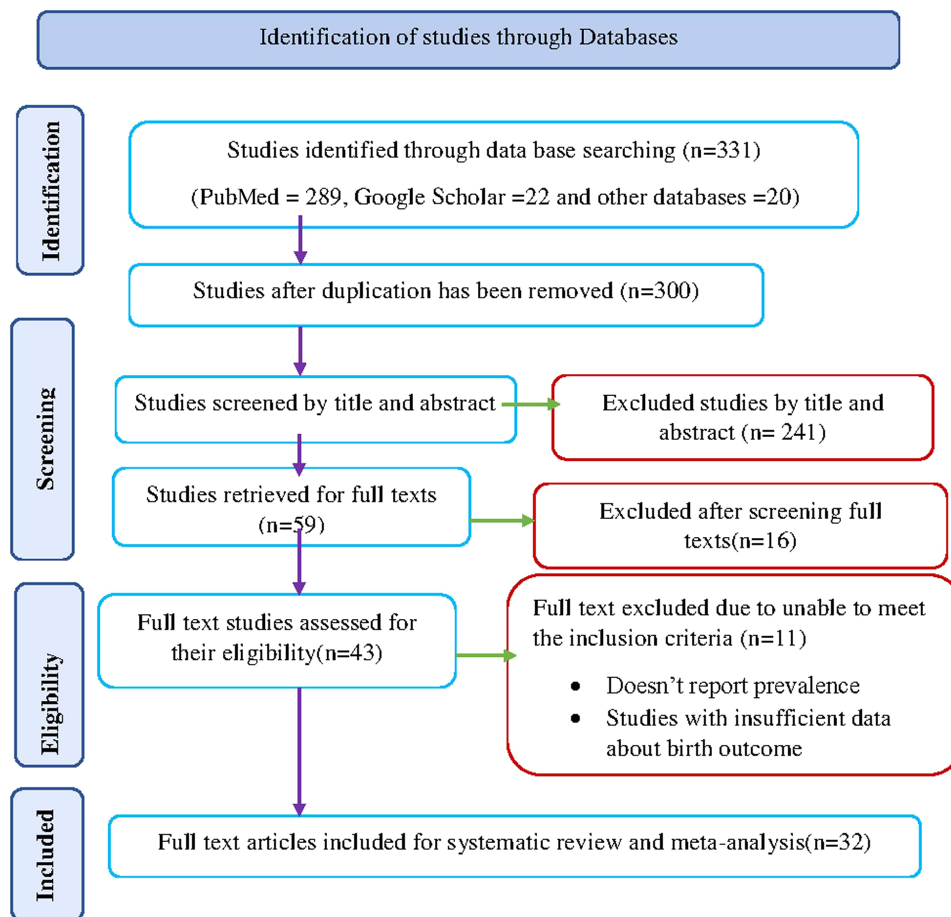 Identification of studies through Databases
Identification
Studies identified through data base searching (n=331)
(PubMed = 289, Google Scholar =22 and other databases =20)
Studies after duplication has been removed (n=300)
Screening
Studies screened by title and abstract
Excluded studies by title and
abstract (n= 241)
Studies retrieved for full texts
(n=59)
Excluded after screening full
texts(n=16)
Eligibility
Full text studies assessed for
their eligibility(n=43)
Full text excluded due to unable to meet
the inclusion criteria (n=11)
• Doesn’t report prevalence
• Studies with insufficient data
about birth outcome
Included
Full text articles included for systematic review and meta-analysis(n=32)